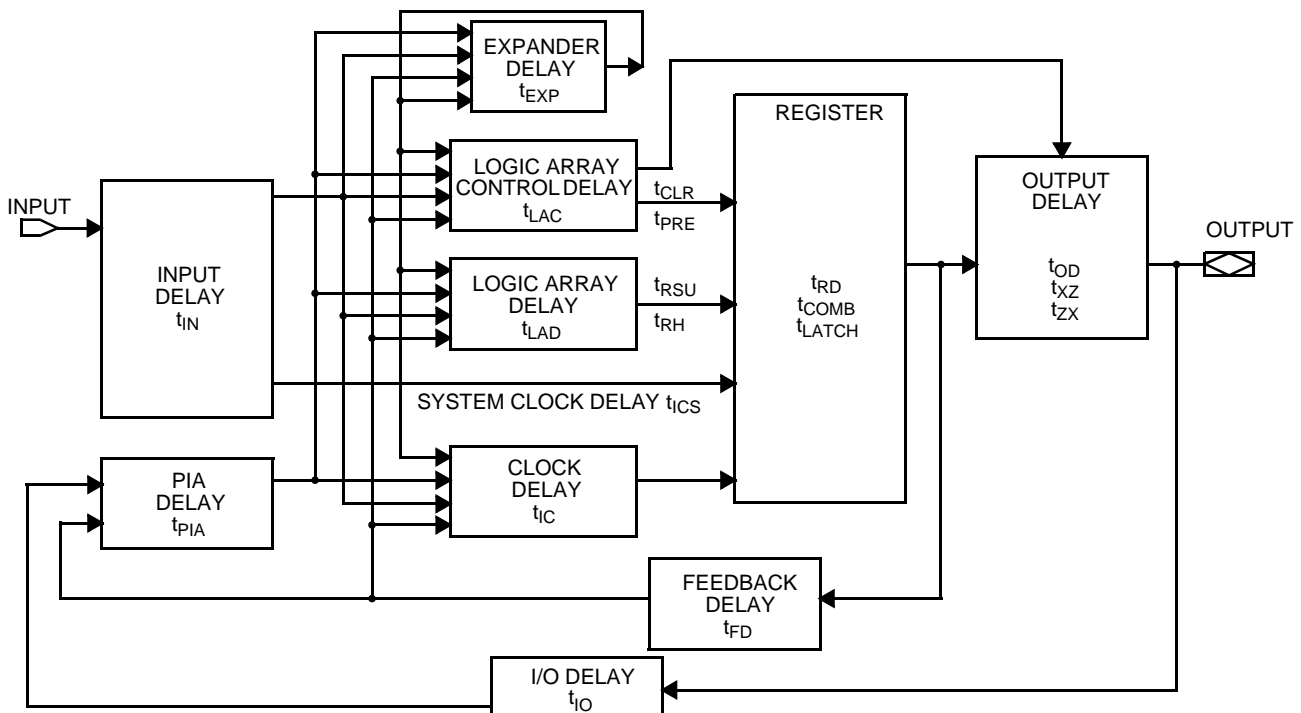 EXPANDER
DELAY
tEXP
REGISTER
LOGIC ARRAY
CONTROL DELAY
tLAC
tCLR
tPRE
OUTPUT
DELAY
INPUT
OUTPUT
INPUT
DELAY
tIN
LOGIC ARRAY
DELAY
tLAD
tRSU
tRH
tRD
tCOMB
tLATCH
tOD
tXZ
tZX
SYSTEM CLOCK DELAY tICS
PIA
DELAY
tPIA
CLOCK
DELAY
tIC
FEEDBACK
DELAY
tFD
I/O DELAY
tIO